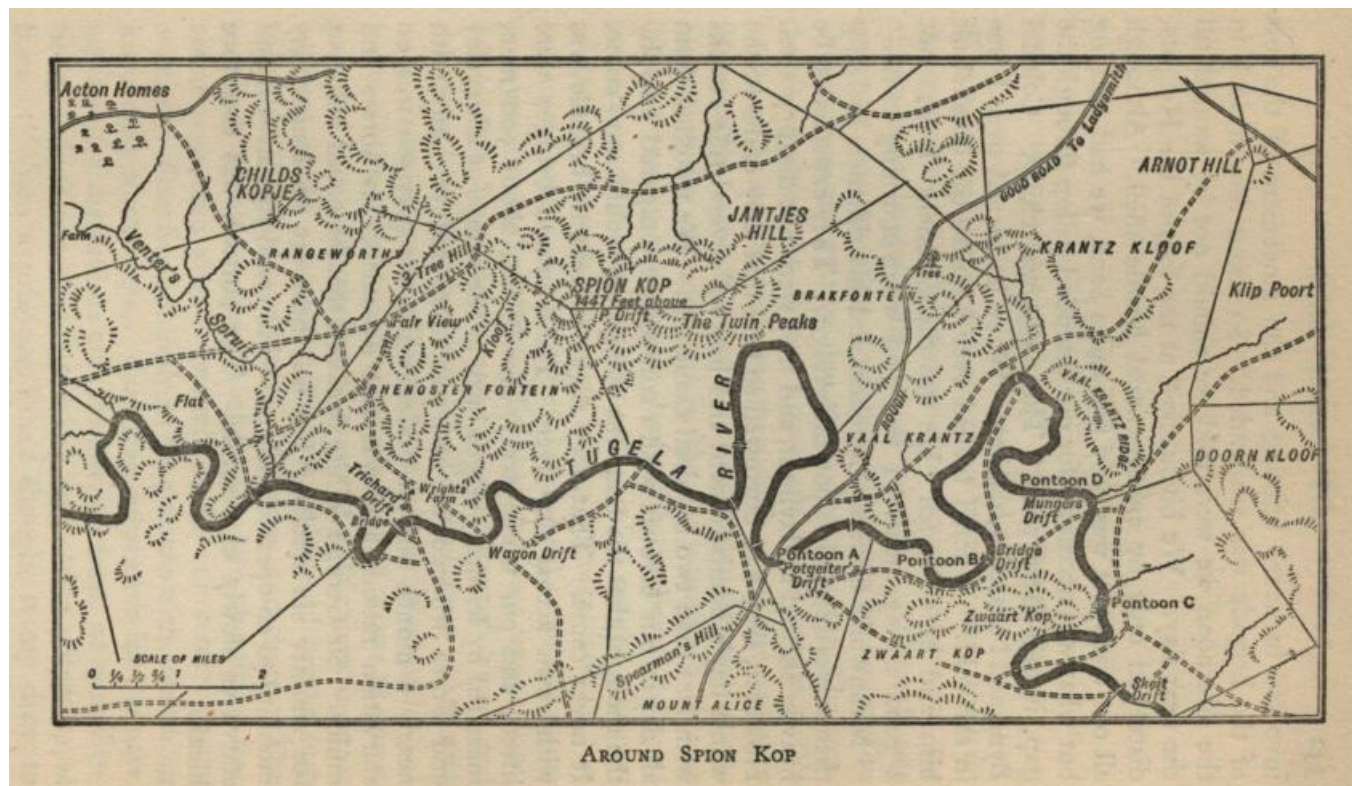 Acton Homes
CHILDS
KOPJE
Farm
Venter's
Spruit
RANGEWORTHY
3 Tree Hill
Fair View
Kloof
RHENOSTER FONTEIN
Flat
Trichard
Drift
Bridge
Wrights
Farm
Wagon Drift
SPION KOP
1447 Feet above
P. Drift
The Twin Peaks
JANTJES
HILL
TUGELA
RIVER
BRAKFONTEIN
Tree
GOOD ROAD To Ladysmith
ARNOT HILL
KRANTZ KLOOF
Klip Poort
ROUGH
VAAL KRANTZ
VAAL KRANTZ RIDGE
DOORN KLOOF
Pontoon D
Mungers
Drift
Pontoon A
Potgeiter's
Drift
Pontoon B
Bridge
Drift
Pontoon C
Zwaart Kop
ZWAART KOP
Skeit
Drift
Spearman's Hill
MOUNT ALICE
SCALE OF MILES
0 1/4 1/2 3/4 1 2
AROUND SPION KOP